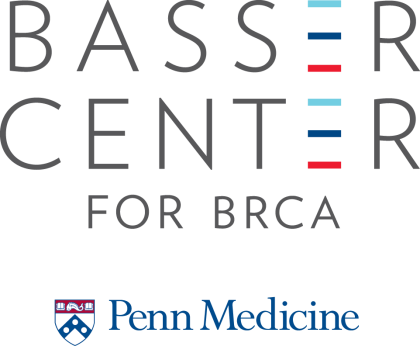 BASSER
CENTER
FOR BRCA
Penn Medicine